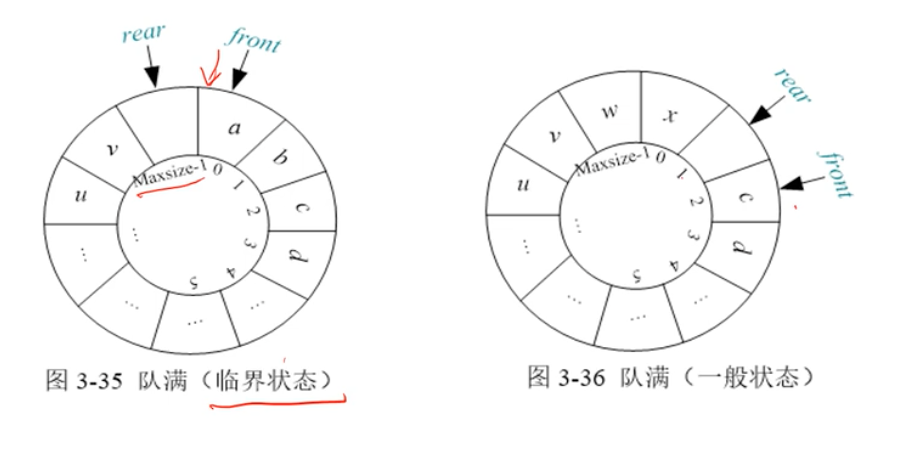 rear
front
a
b
c
d
...
...
...
...
u
v
Maxsize-1
0
1
2
3
4
5
...
图 3-35 队满（临界状态）
rear
front
x
c
d
...
...
...
...
u
v
w
Maxsize-1
0
1
2
3
4
5
...
图 3-36 队满（一般状态）